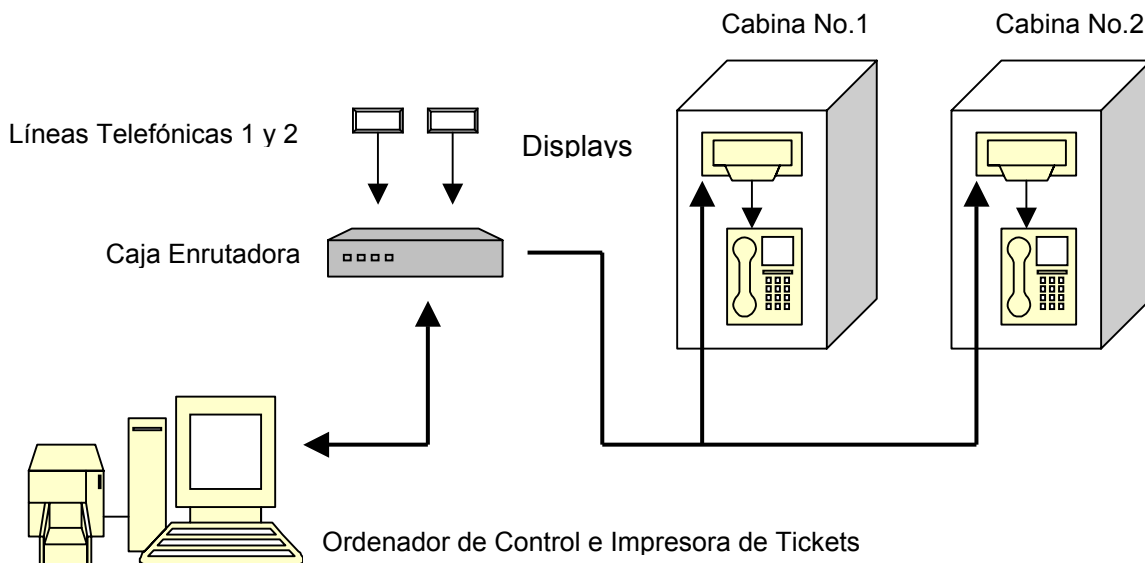 Cabina No.1
Cabina No.2
Líneas Telefónicas 1 y 2
Displays
Caja Enrutadora
Ordenador de Control e Impresora de Tickets